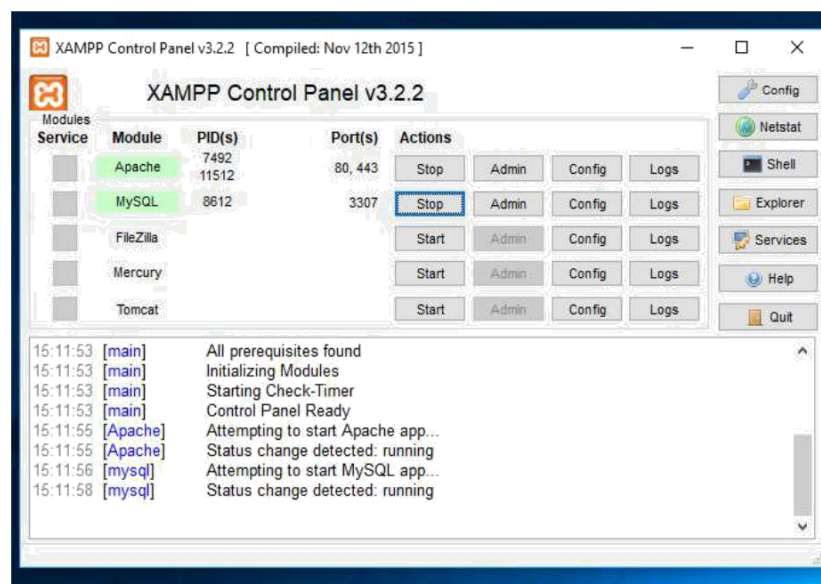 XAMPP Control Panel v3.2.2 [ Compiled: Nov 12th 2015 ]
XAMPP Control Panel v3.2.2
Config
Netstat
Shell
Explorer
Services
Help
Quit
Modules
Service Module PID(s) Port(s) Actions
Apache 7492 11512 80, 443 Stop Admin Config Logs
MySQL 8612 3307 Stop Admin Config Logs
FileZilla Start Admin Config Logs
Mercury Start Admin Config Logs
Tomcat Start Admin Config Logs
15:11:53 [main] All prerequisites found
15:11:53 [main] Initializing Modules
15:11:53 [main] Starting Check-Timer
15:11:53 [main] Control Panel Ready
15:11:55 [Apache] Attempting to start Apache app...
15:11:55 [Apache] Status change detected: running
15:11:56 [mysql] Attempting to start MySQL app...
15:11:58 [mysql] Status change detected: running